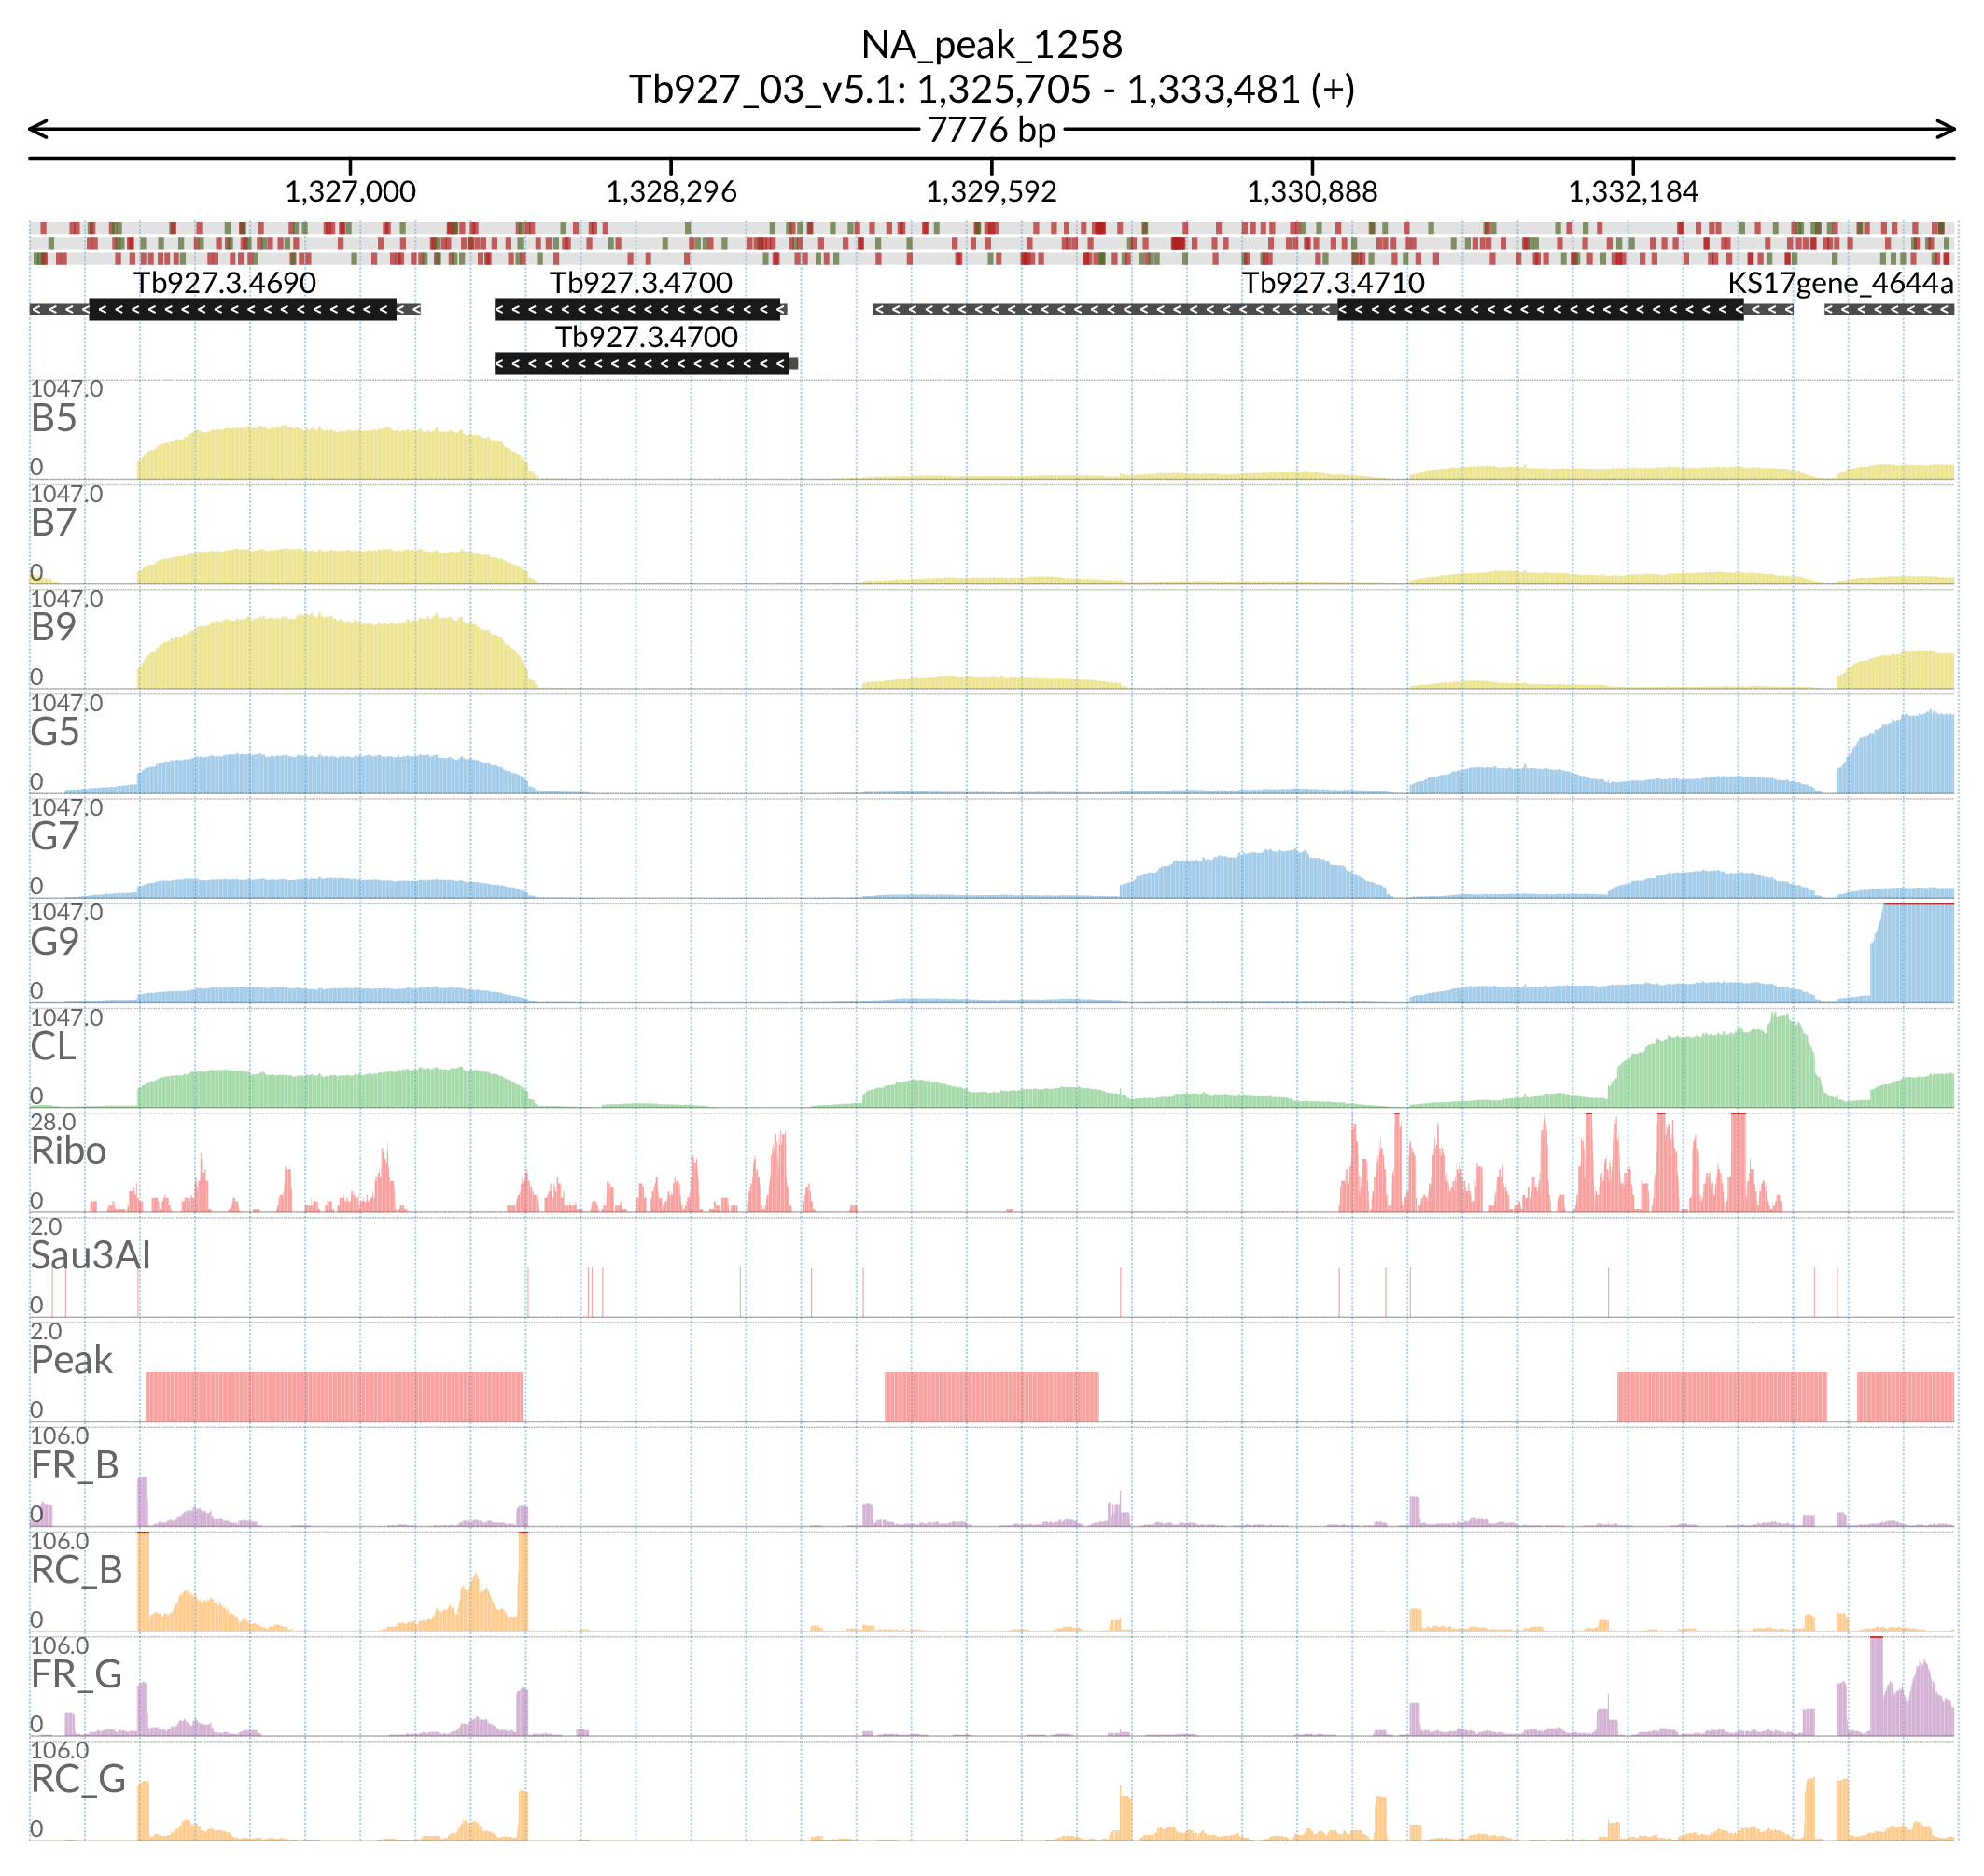 NA_peak_1258
Tb927_03_v5.1: 1,325,705 - 1,333,481 (+)
7776 bp
1,327,000 1,328,296 1,329,592 1,330,888 1,332,184
Tb927.3.4690 Tb927.3.4700 Tb927.3.4710 KS17gene_4644a
Tb927.3.4700
1047.0
B5
0
1047.0
B7
0
1047.0
B9
0
1047.0
G5
0
1047.0
G7
0
1047.0
G9
0
1047.0
CL
0
28.0
Ribo
0
2.0
Sau3AI
0
2.0
Peak
0
106.0
FR_B
0
106.0
RC_B
0
106.0
FR_G
0
106.0
RC_G
0